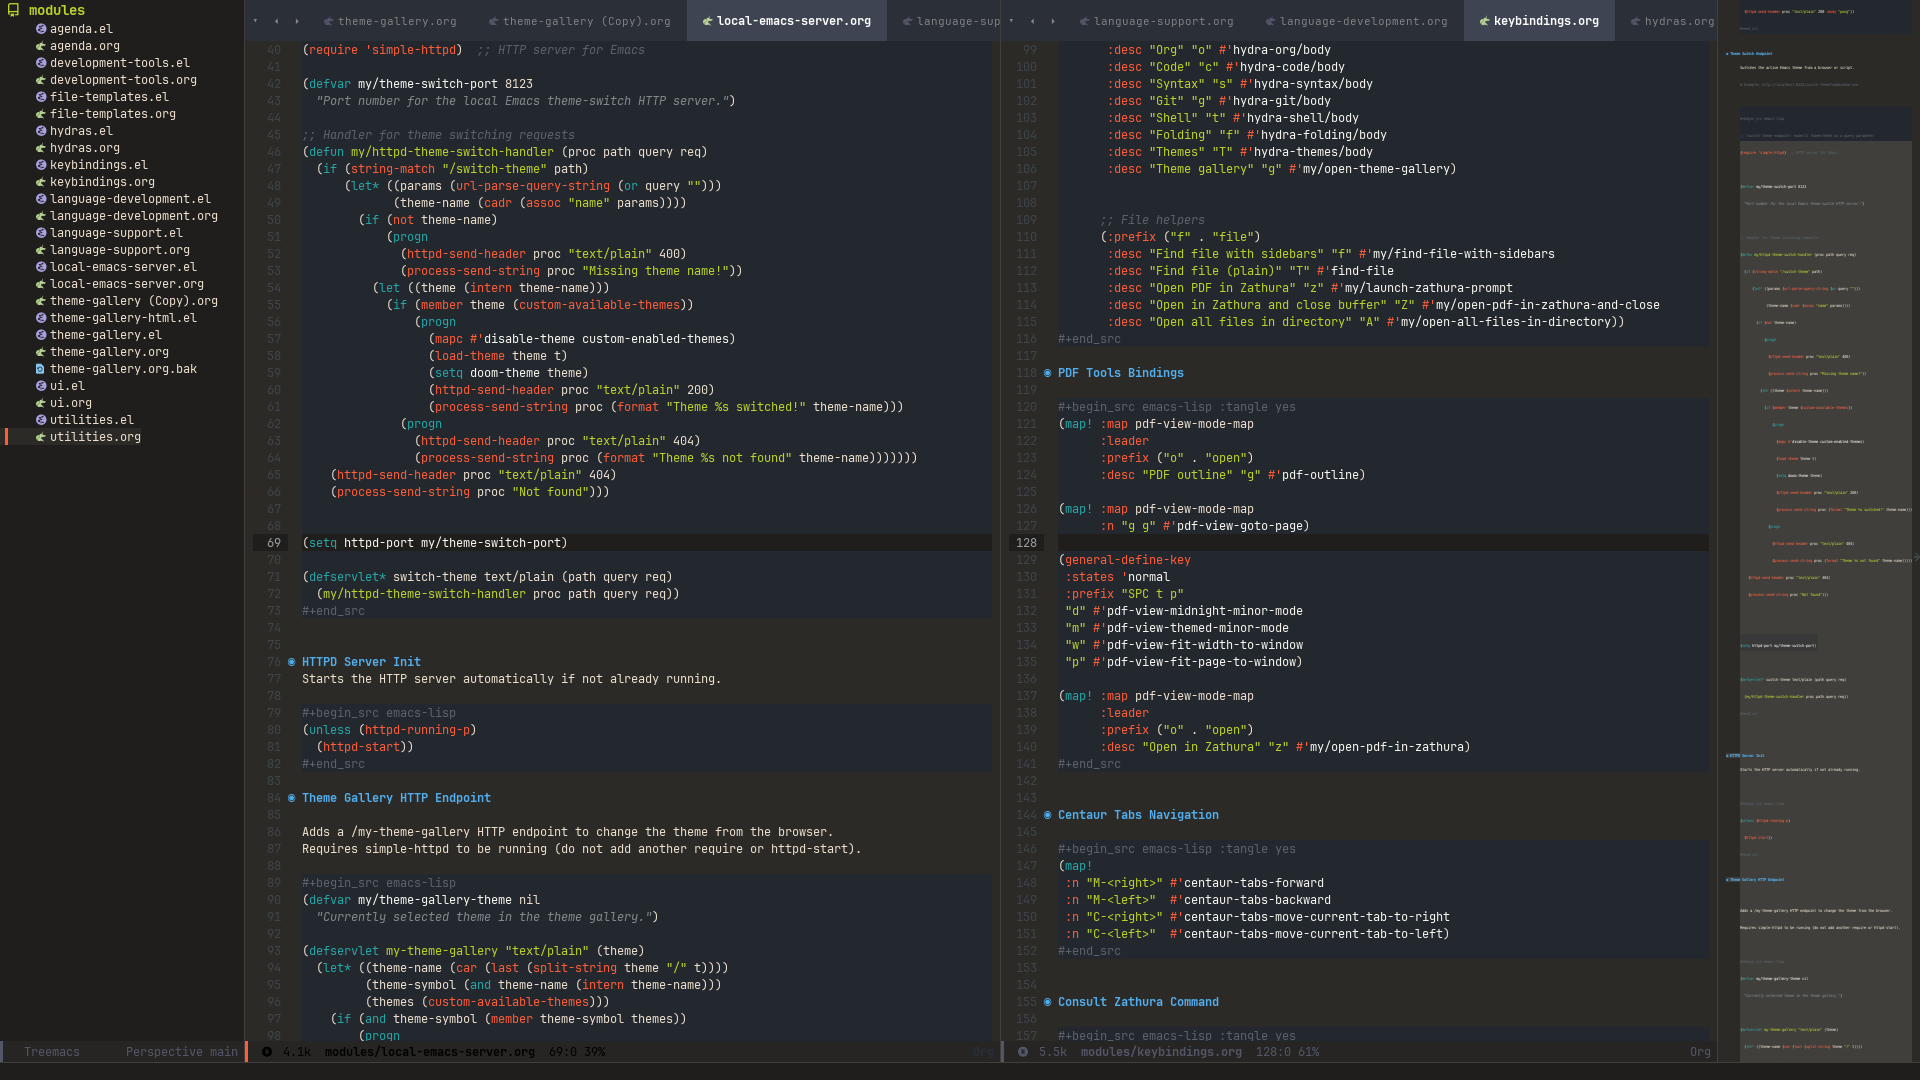 modules
agenda.el
agenda.org
development-tools.el
development-tools.org
file-templates.el
file-templates.org
hydras.el
hydras.org
keybindings.el
keybindings.org
language-development.el
language-development.org
language-support.el
language-support.org
local-emacs-server.el
local-emacs-server.org
theme-gallery (Copy).org
theme-gallery-html.el
theme-gallery.el
theme-gallery.org
theme-gallery.org.bak
ui.el
ui.org
utilities.el
utilities.org
Treemacs Perspective main
theme-gallery.org theme-gallery (Copy).org local-emacs-server.org language-sup
40 (require 'simple-httpd)  ;; HTTP server for Emacs
41
42 (defvar my/theme-switch-port 8123
43   "Port number for the local Emacs theme-switch HTTP server.")
44
45 ;; Handler for theme switching requests
46 (defun my/httpd-theme-switch-handler (proc path query req)
47   (if (string-match "/switch-theme" path)
48       (let* ((params (url-parse-query-string (or query "")))
49              (theme-name (cadr (assoc "name" params))))
50         (if (not theme-name)
51             (progn
52               (httpd-send-header proc "text/plain" 400)
53               (process-send-string proc "Missing theme name!"))
54           (let ((theme (intern theme-name)))
55             (if (member theme (custom-available-themes))
56                 (progn
57                   (mapc #'disable-theme custom-enabled-themes)
58                   (load-theme theme t)
59                   (setq doom-theme theme)
60                   (httpd-send-header proc "text/plain" 200)
61                   (process-send-string proc (format "Theme %s switched!" theme-name)))
62               (progn
63                 (httpd-send-header proc "text/plain" 404)
64                 (process-send-string proc (format "Theme %s not found" theme-name)))))))
65     (httpd-send-header proc "text/plain" 404)
66     (process-send-string proc "Not found")))
67
68
69 (setq httpd-port my/theme-switch-port)
70
71 (defservlet* switch-theme text/plain (path query req)
72   (my/httpd-theme-switch-handler proc path query req))
73 #+end_src
74
75
76 ◉ HTTPD Server Init
77 Starts the HTTP server automatically if not already running.
78
79 #+begin_src emacs-lisp
80 (unless (httpd-running-p)
81   (httpd-start))
82 #+end_src
83
84 ◉ Theme Gallery HTTP Endpoint
85
86 Adds a /my-theme-gallery HTTP endpoint to change the theme from the browser.
87 Requires simple-httpd to be running (do not add another require or httpd-start).
88
89 #+begin_src emacs-lisp
90 (defvar my/theme-gallery-theme nil
91   "Currently selected theme in the theme gallery.")
92
93 (defservlet my-theme-gallery "text/plain" (theme)
94   (let* ((theme-name (car (last (split-string theme "/" t))))
95          (theme-symbol (and theme-name (intern theme-name)))
96          (themes (custom-available-themes)))
97     (if (and theme-symbol (member theme-symbol themes))
98         (progn
4.1k modules/local-emacs-server.org 69:0 39% Org
language-support.org language-development.org keybindings.org hydras.org
99        :desc "Org" "o" #'hydra-org/body
100        :desc "Code" "c" #'hydra-code/body
101        :desc "Syntax" "s" #'hydra-syntax/body
102        :desc "Git" "g" #'hydra-git/body
103        :desc "Shell" "t" #'hydra-shell/body
104        :desc "Folding" "f" #'hydra-folding/body
105        :desc "Themes" "T" #'hydra-themes/body
106        :desc "Theme gallery" "g" #'my/open-theme-gallery)
107
108
109       ;; File helpers
110       (:prefix ("f" . "file")
111        :desc "Find file with sidebars" "f" #'my/find-file-with-sidebars
112        :desc "Find file (plain)" "T" #'find-file
113        :desc "Open PDF in Zathura" "z" #'my/launch-zathura-prompt
114        :desc "Open in Zathura and close buffer" "Z" #'my/open-pdf-in-zathura-and-close
115        :desc "Open all files in directory" "A" #'my/open-all-files-in-directory))
116 #+end_src
117
118 ◉ PDF Tools Bindings
119
120 #+begin_src emacs-lisp :tangle yes
121 (map! :map pdf-view-mode-map
122       :leader
123       :prefix ("o" . "open")
124       :desc "PDF outline" "g" #'pdf-outline)
125
126 (map! :map pdf-view-mode-map
127       :n "g g" #'pdf-view-goto-page)
128
129 (general-define-key
130  :states 'normal
131  :prefix "SPC t p"
132  "d" #'pdf-view-midnight-minor-mode
133  "m" #'pdf-view-themed-minor-mode
134  "w" #'pdf-view-fit-width-to-window
135  "p" #'pdf-view-fit-page-to-window)
136
137 (map! :map pdf-view-mode-map
138       :leader
139       :prefix ("o" . "open")
140       :desc "Open in Zathura" "z" #'my/open-pdf-in-zathura)
141 #+end_src
142
143
144 ◉ Centaur Tabs Navigation
145
146 #+begin_src emacs-lisp :tangle yes
147 (map!
148  :n "M-<right>" #'centaur-tabs-forward
149  :n "M-<left>"  #'centaur-tabs-backward
150  :n "C-<right>" #'centaur-tabs-move-current-tab-to-right
151  :n "C-<left>"  #'centaur-tabs-move-current-tab-to-left)
152 #+end_src
153
154
155 ◉ Consult Zathura Command
156
157 #+begin_src emacs-lisp :tangle yes
5.5k modules/keybindings.org 128:0 61% Org